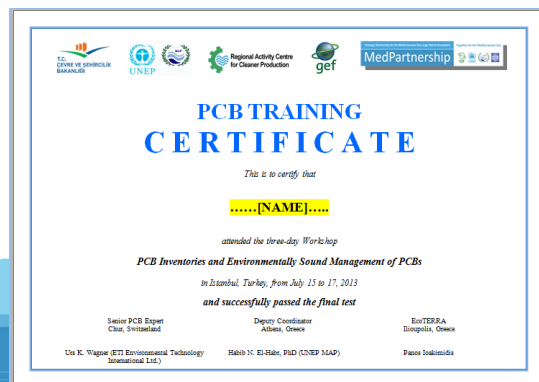 T.C.
ÇEVRE VE ŞEHİRCİLİK
BAKANLIĞI
UNEP
Regional Activity Centre
for Cleaner Production
gef
MedPartnership
PCB TRAINING
CERTIFICATE
This is to certify that
……[NAME]…..
attended the three-day Workshop
PCB Inventories and Environmentally Sound Management of PCBs
in Istanbul, Turkey, from July 15 to 17, 2013
and successfully passed the final test
Senior PCB Expert
Chur, Switzerland
Deputy Coordinator
Athens, Greece
EcoTERRA
Ilioupolis, Greece
Urs K. Wagner (ETI Environmental Technology
International Ltd.)
Habib N. El-Habr, PhD (UNEP MAP)
Panos Ioakimidis